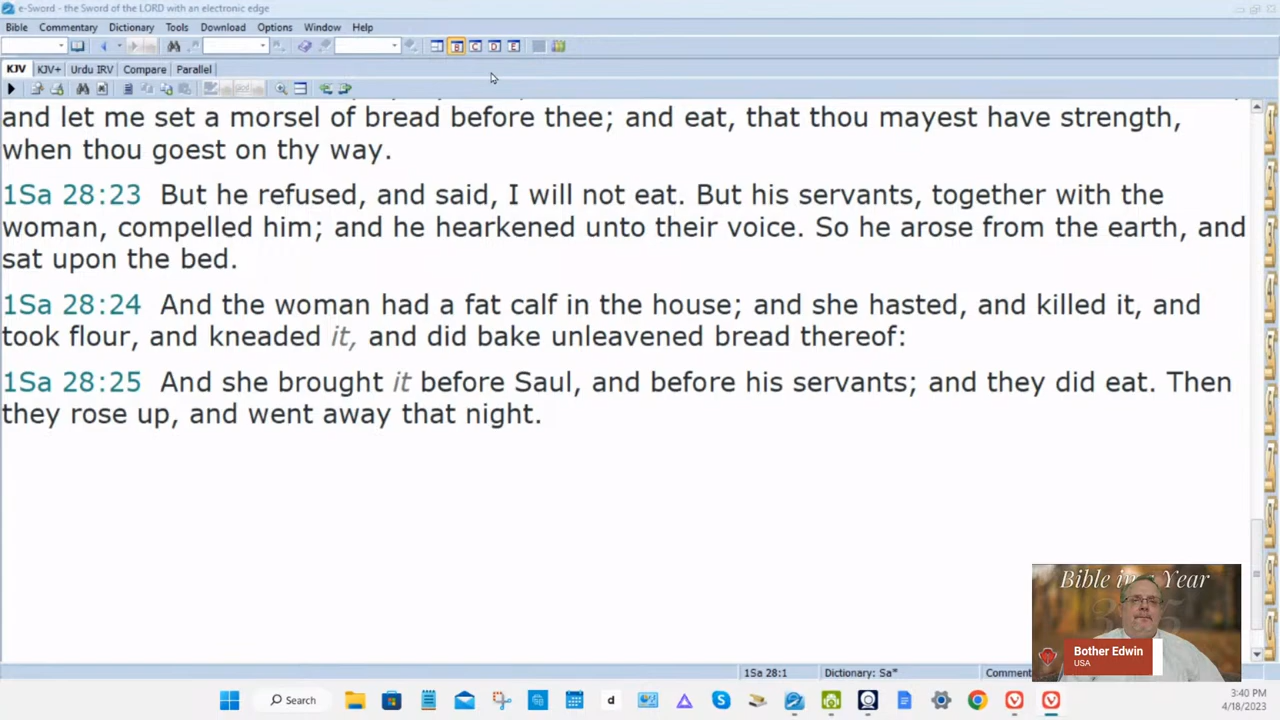 e-Sword - the Sword of the LORD with an electronic edge
Bible Commentary Dictionary Tools Download Options Window Help
KJV KJV+ Urdu IRV Compare Parallel
and let me set a morsel of bread before thee; and eat, that thou mayest have strength,
when thou goest on thy way.
1Sa 28:23 But he refused, and said, I will not eat. But his servants, together with the
woman, compelled him; and he hearkened unto their voice. So he arose from the earth, and
sat upon the bed.
1Sa 28:24 And the woman had a fat calf in the house; and she hasted, and killed it, and
took flour, and kneaded it, and did bake unleavened bread thereof:
1Sa 28:25 And she brought it before Saul, and before his servants; and they did eat. Then
they rose up, and went away that night.
Bible in a Year
Bother Edwin
USA
1Sa 28:1 Dictionary: Sa* Comment
Search
3:40 PM
4/18/2023